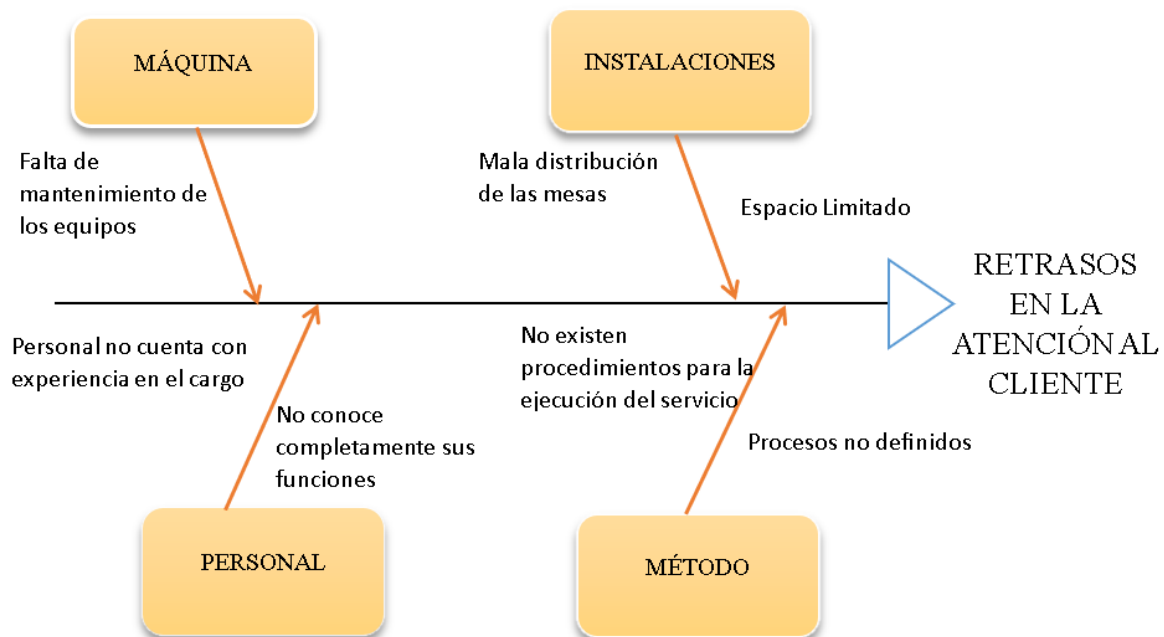 MÁQUINA
INSTALACIONES
Falta de
mantenimiento de
los equipos
Mala distribución
de las mesas
Espacio Limitado
RETRASOS
EN LA
ATENCIÓN AL
CLIENTE
Personal no cuenta con
experiencia en el cargo
No conoce
completamente sus
funciones
No existen
procedimientos para la
ejecución del servicio
Procesos no definidos
PERSONAL
MÉTODO